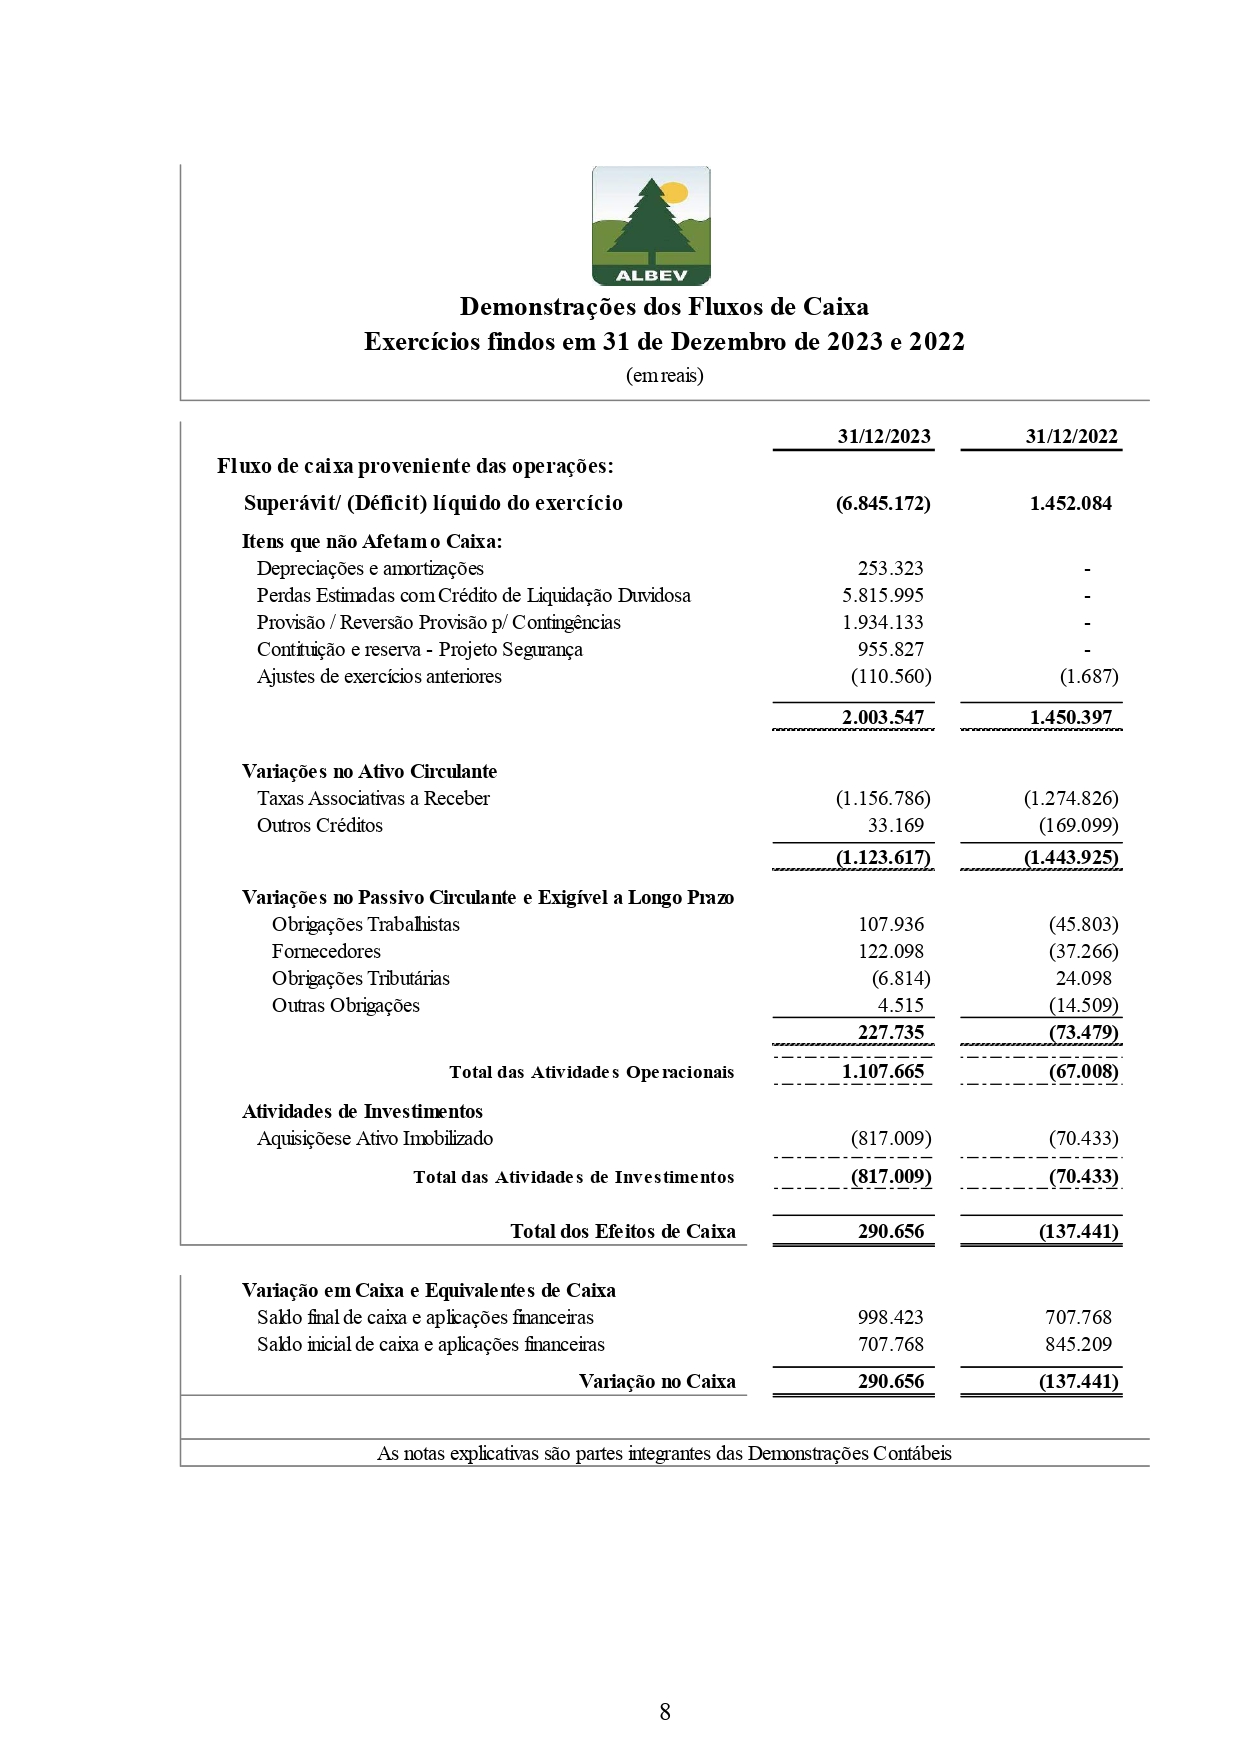 ALBEV
Demonstrações dos Fluxos de Caixa
Exercícios findos em 31 de Dezembro de 2023 e 2022
(em reais)
31/12/2023 31/12/2022
Fluxo de caixa proveniente das operações:
Superávit/ (Déficit) líquido do exercício (6.845.172) 1.452.084
Itens que não Afetam o Caixa:
Depreciações e amortizações 253.323 -
Perdas Estimadas com Crédito de Liquidação Duvidosa 5.815.995 -
Provisão / Reversão Provisão p/ Contingências 1.934.133 -
Contituição e reserva - Projeto Segurança 955.827 -
Ajustes de exercícios anteriores (110.560) (1.687)
2.003.547 1.450.397
Variações no Ativo Circulante
Taxas Associativas a Receber (1.156.786) (1.274.826)
Outros Créditos 33.169 (169.099)
(1.123.617) (1.443.925)
Variações no Passivo Circulante e Exigível a Longo Prazo
Obrigações Trabalhistas 107.936 (45.803)
Fornecedores 122.098 (37.266)
Obrigações Tributárias (6.814) 24.098
Outras Obrigações 4.515 (14.509)
227.735 (73.479)
Total das Atividades Operacionais 1.107.665 (67.008)
Atividades de Investimentos
Aquisiçõese Ativo Imobilizado (817.009) (70.433)
Total das Atividades de Investimentos (817.009) (70.433)
Total dos Efeitos de Caixa 290.656 (137.441)
Variação em Caixa e Equivalentes de Caixa
Saldo final de caixa e aplicações financeiras 998.423 707.768
Saldo inicial de caixa e aplicações financeiras 707.768 845.209
Variação no Caixa 290.656 (137.441)
As notas explicativas são partes integrantes das Demonstrações Contábeis
8